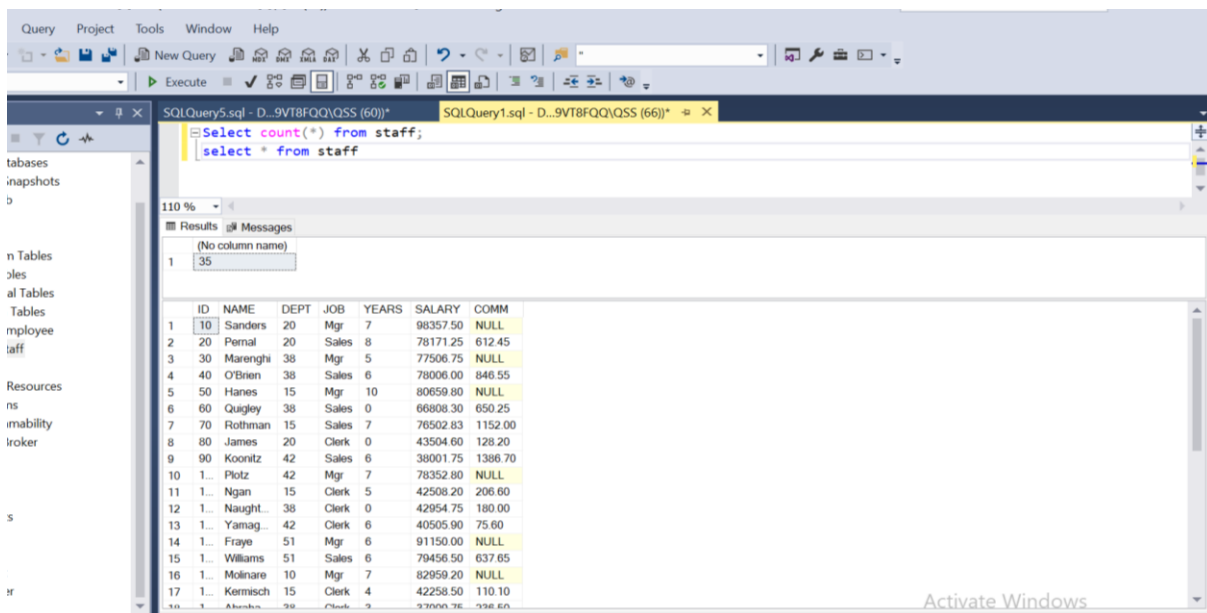 Query Project Tools Window Help
New Query
Execute
SQLQuery5.sql - D...9VT8FQQ\QSS (60))* SQLQuery1.sql - D...9VT8FQQ\QSS (66))*
Select count(*) from staff;
select * from staff
tabases
Snapshots
110 %
Results Messages
(No column name)
1 35
m Tables
bles
al Tables
Tables
mployee
taff
Resources
ns
mability
Broker
ID NAME DEPT JOB YEARS SALARY COMM
1 10 Sanders 20 Mgr 7 98357.50 NULL
2 20 Pernal 20 Sales 8 78171.25 612.45
3 30 Marenghi 38 Mgr 5 77506.75 NULL
4 40 O'Brien 38 Sales 6 78006.00 846.55
5 50 Hanes 15 Mgr 10 80659.80 NULL
6 60 Quigley 38 Sales 0 66808.30 650.25
7 70 Rothman 15 Sales 7 76502.83 1152.00
8 80 James 20 Clerk 0 43504.60 128.20
9 90 Koonitz 42 Sales 6 38001.75 1386.70
10 1... Plotz 42 Mgr 7 78352.80 NULL
11 1... Ngan 15 Clerk 5 42508.20 206.60
12 1... Naught... 38 Clerk 0 42954.75 180.00
13 1... Yamag... 42 Clerk 6 40505.90 75.60
14 1... Fraye 51 Mgr 6 91150.00 NULL
15 1... Williams 51 Sales 6 79456.50 637.65
16 1... Molinare 10 Mgr 7 82959.20 NULL
17 1... Kermisch 15 Clerk 4 42258.50 110.10
Activate Windows